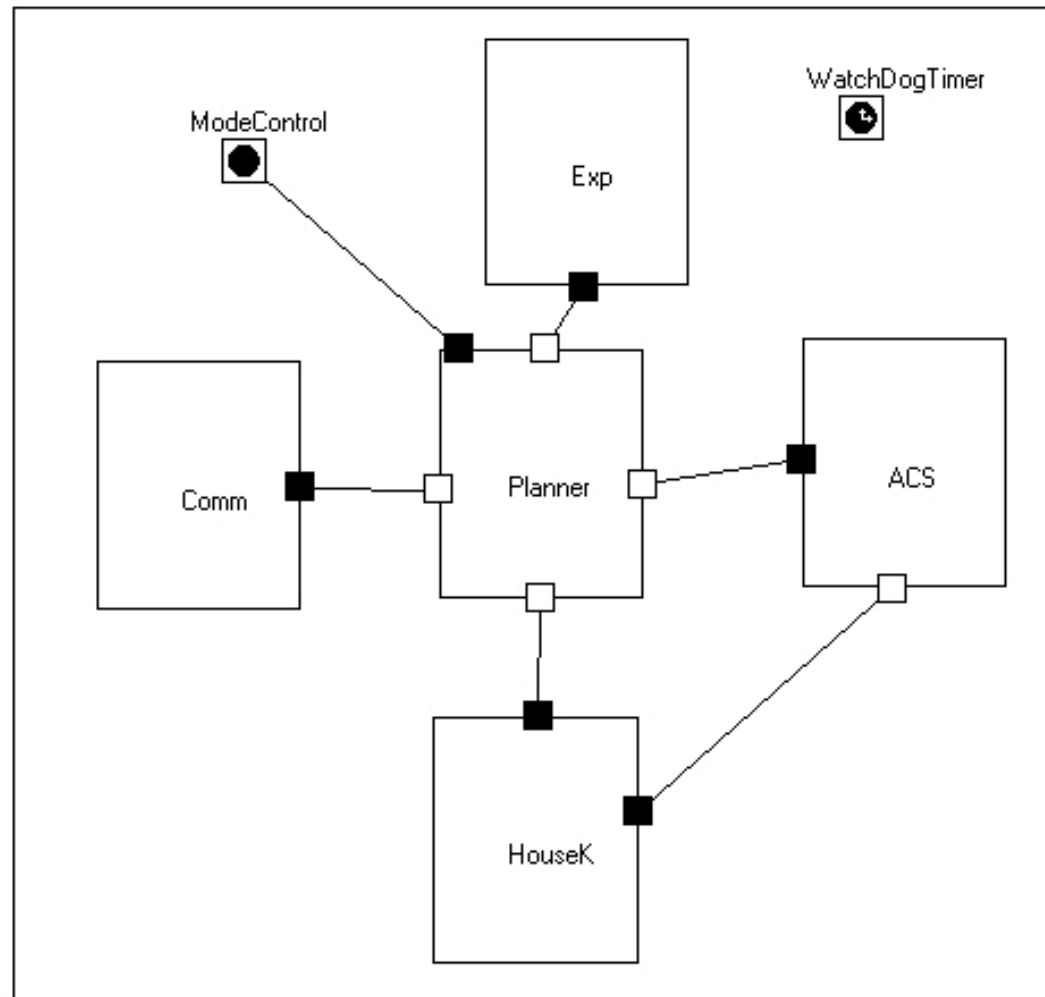 WatchDogTimer
ModeControl
Exp
Planner
ACS
Comm
HouseK